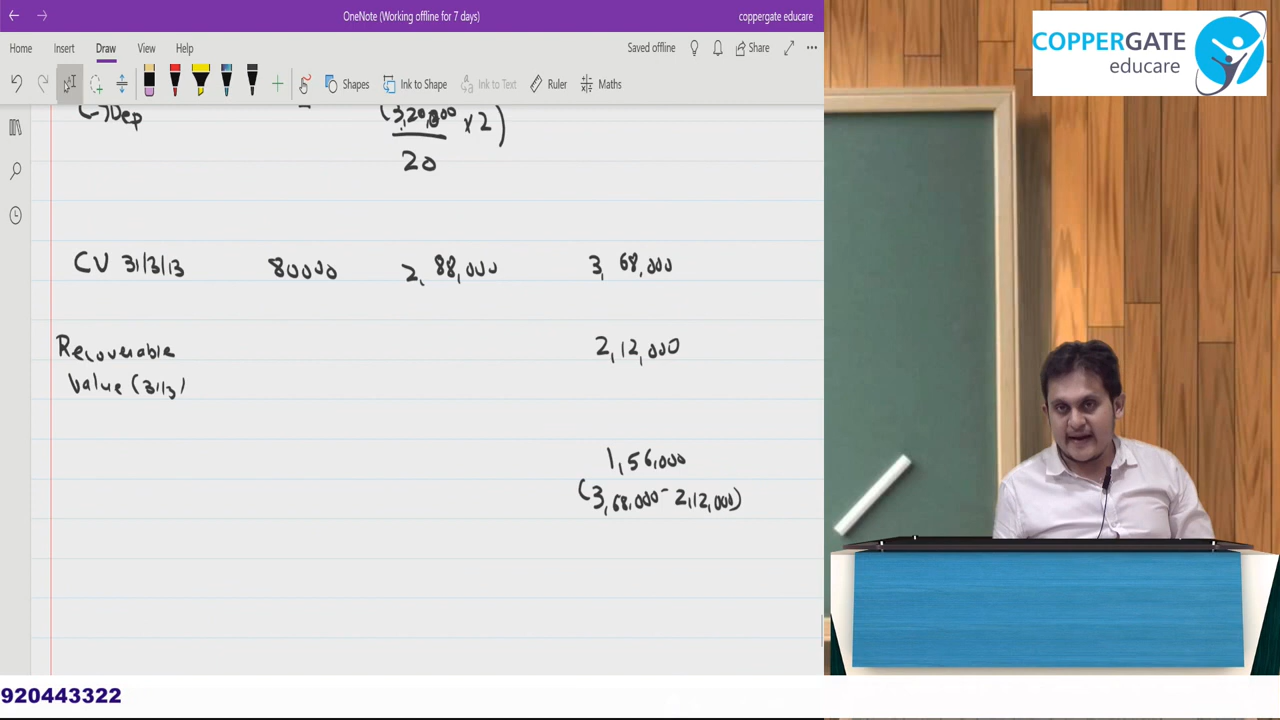 OneNote (Working offline for 7 days)
coppergate educare
Home Insert Draw View Help
Saved offline Share
Shapes Ink to Shape Ink to Text Ruler Maths
(-) Dep (3,20,000 × 2)
20
CV 31/3/13 80000 2,88,000 3,68,000
Recoverable 2,12,000
Value (31/3)
1,56,000
(3,68,000 - 2,12,000)
COPPERGATE
educare
920443322